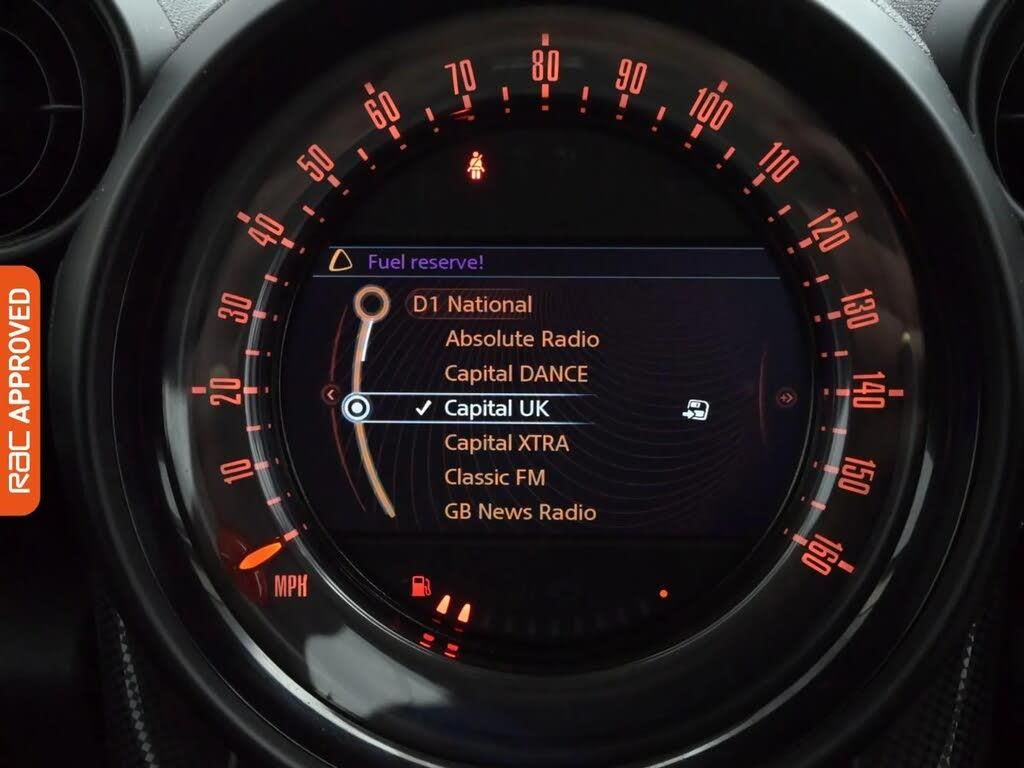 10
20
30
40
50
60
70
80
90
100
110
120
130
140
150
160
MPH
Fuel reserve!
D1 National
Absolute Radio
Capital DANCE
Capital UK
Capital XTRA
Classic FM
GB News Radio
RAC APPROVED